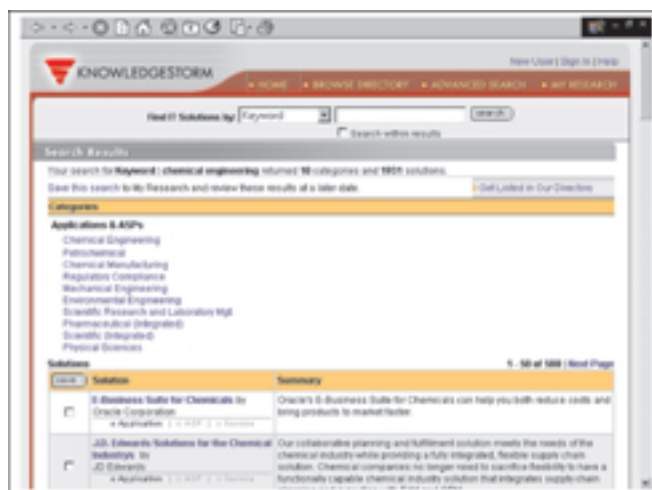 New User | Sign In | Help
KNOWLEDGESTORM
HOME BROWSE DIRECTORY ADVANCED SEARCH MY RESEARCH
Find IT Solutions by: Keyword search
Search within results
Search Results
Your search for Keyword : chemical engineering returned 10 categories and solutions.
Save this search to My Research and review these results at a later date. Get Listed in Our Directory
Categories
Applications & ASPs
Chemical Engineering
Petrochemical
Chemical Manufacturing
Regulatory Compliance
Mechanical Engineering
Environmental Engineering
Scientific Research and Laboratory Mgt
Pharmaceutical (Integrated)
Scientific (Integrated)
Physical Sciences
Solutions 1 - 50 of 500 | Next Page
save Solution Summary
E-Business Suite for Chemicals by Oracle's E-Business Suite for Chemicals can help you both reduce costs and
Oracle Corporation bring products to market faster.
Application | ASP | Service
J.D. Edwards Solutions for the Chemical Our collaborative planning and fulfillment solution meets the needs of the
Industrys by chemical industry while providing a fully integrated, flexible supply chain
JD Edwards solution. Chemical companies no longer need to sacrifice flexibility to have a
Application | ASP | Service functionally capable chemical industry solution that integrates supply chain